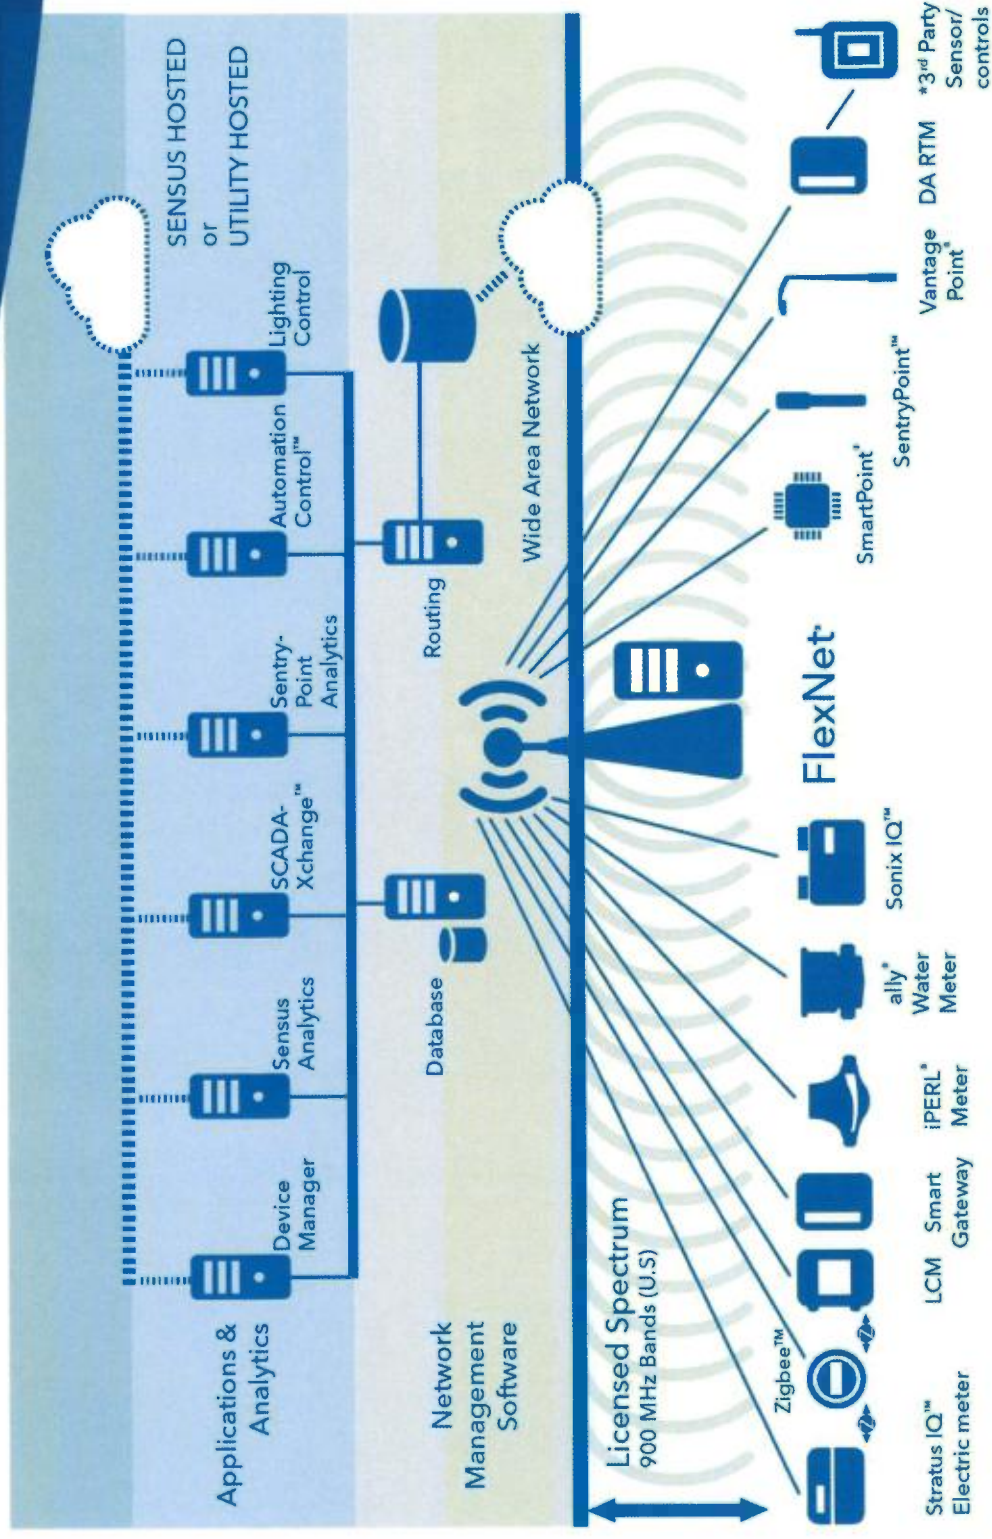 SENSUS HOSTED
or
UTILITY HOSTED
Applications &
Analytics
Device
Manager
Sensus
Analytics
SCADA-
Xchange™
Sentry-
Point
Analytics
Automation
Control™
Lighting
Control
Network
Management
Software
Database
Routing
Wide Area Network
Licensed Spectrum
900 MHz Bands (U.S)
Zigbee™
Stratus IQ™
Electric meter
LCM
Smart
Gateway
iPERL®
Meter
ally®
Water
Meter
Sonix IQ™
FlexNet®
SmartPoint®
SentryPoint™
Vantage
Point®
DA RTM
*3rd Party
Sensor/
controls